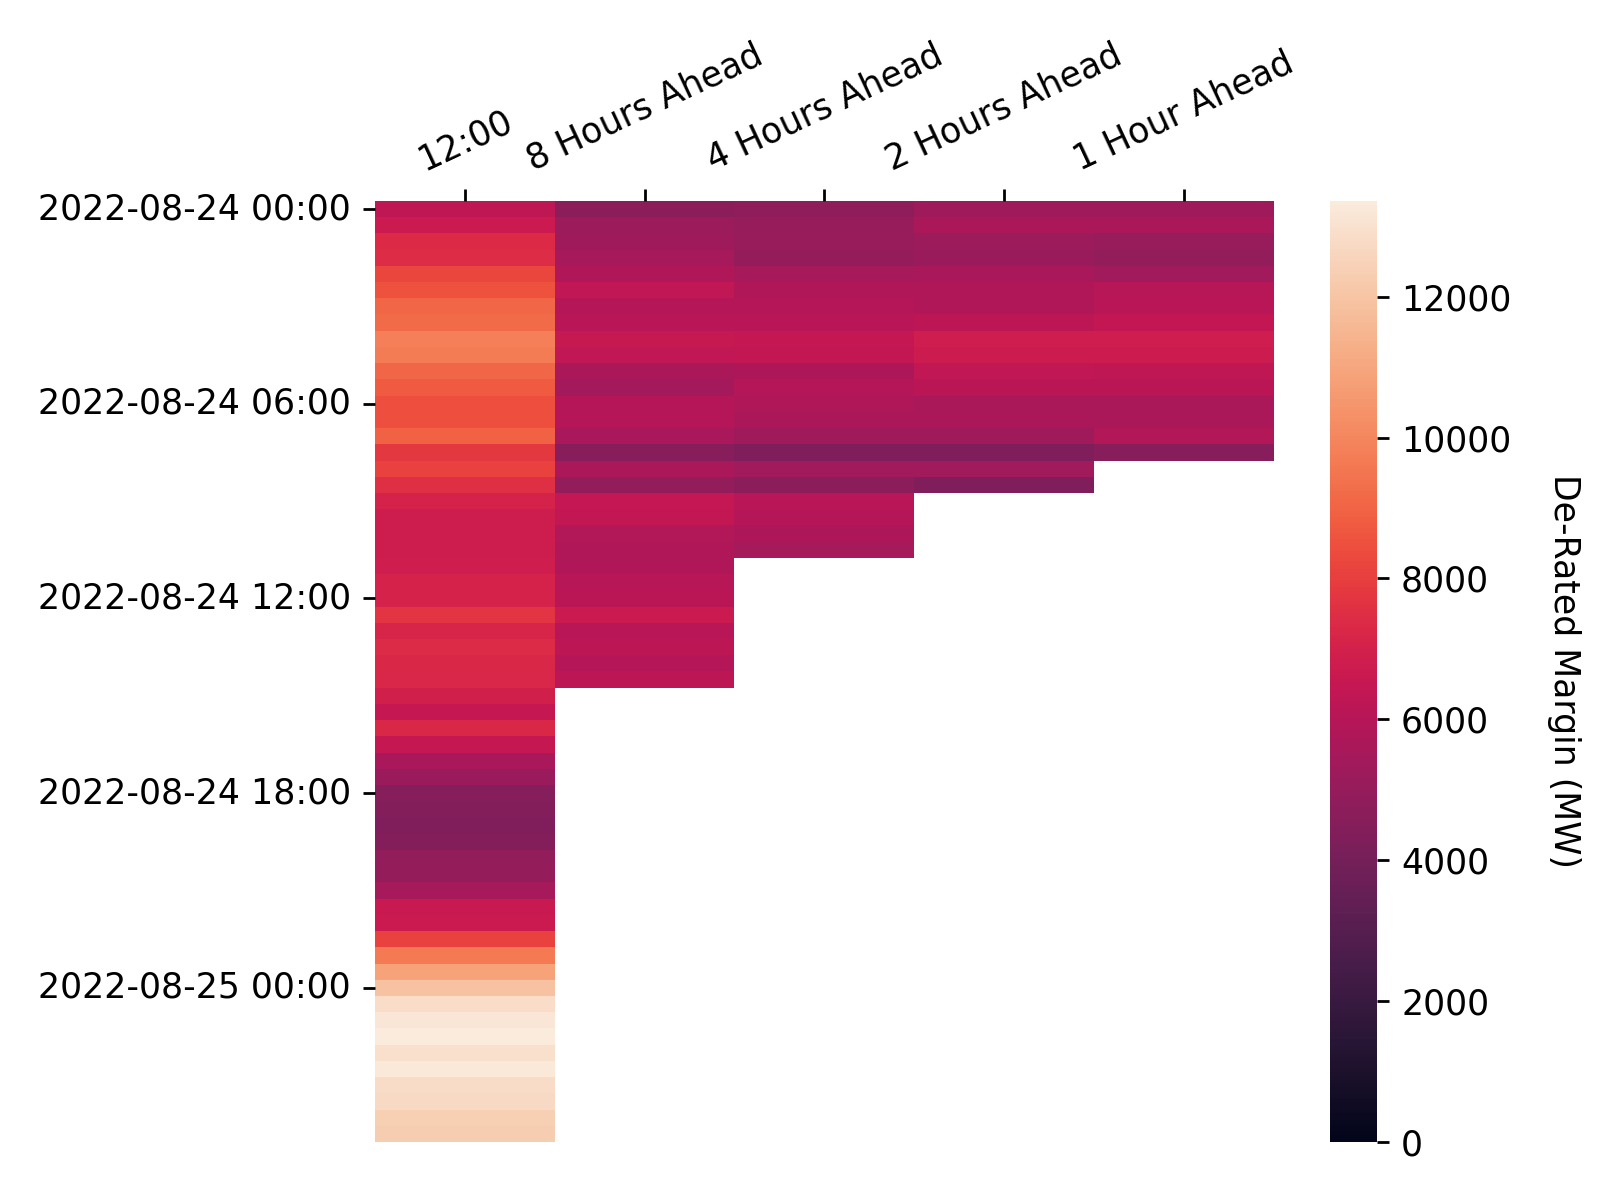 12:00
8 Hours Ahead
4 Hours Ahead
2 Hours Ahead
1 Hour Ahead
2022-08-24 00:00
2022-08-24 06:00
2022-08-24 12:00
2022-08-24 18:00
2022-08-25 00:00
12000
10000
8000
6000
4000
2000
0
De-Rated Margin (MW)